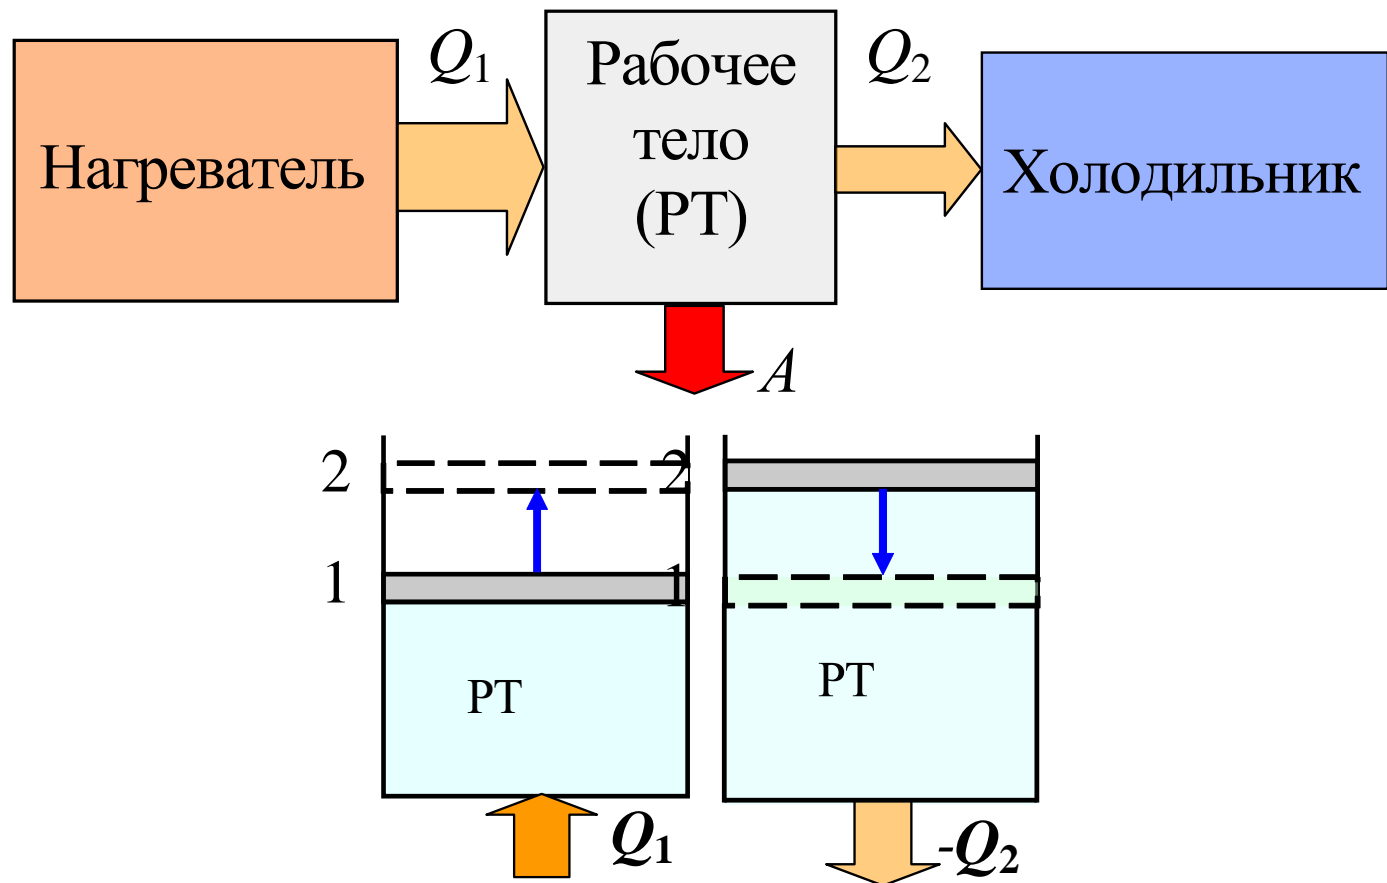 Нагреватель
Q1
Рабочее
тело
(РТ)
Q2
Холодильник
A
2
2
1
1
РТ
РТ
Q1
-Q2